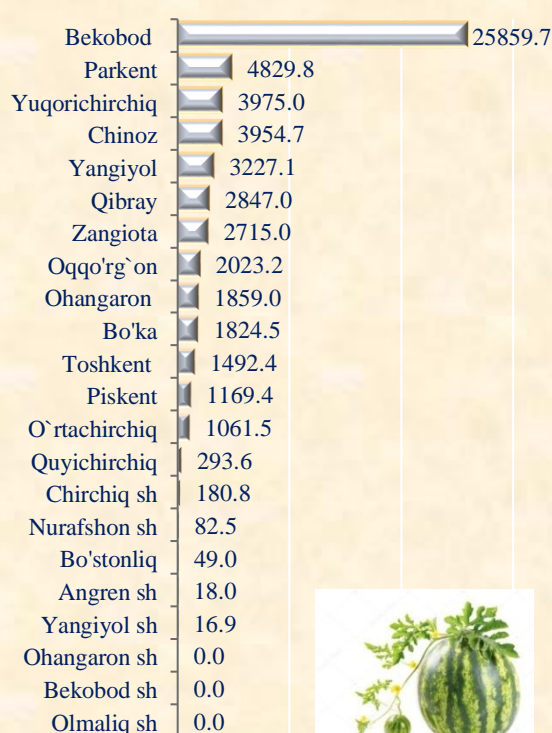 Bekobod 25859.7
Parkent 4829.8
Yuqorichirchiq 3975.0
Chinoz 3954.7
Yangiyol 3227.1
Qibray 2847.0
Zangiota 2715.0
Oqqo'rg`on 2023.2
Ohangaron 1859.0
Bo'ka 1824.5
Toshkent 1492.4
Piskent 1169.4
O`rtachirchiq 1061.5
Quyichirchiq 293.6
Chirchiq sh 180.8
Nurafshon sh 82.5
Bo'stonliq 49.0
Angren sh 18.0
Yangiyol sh 16.9
Ohangaron sh 0.0
Bekobod sh 0.0
Olmaliq sh 0.0